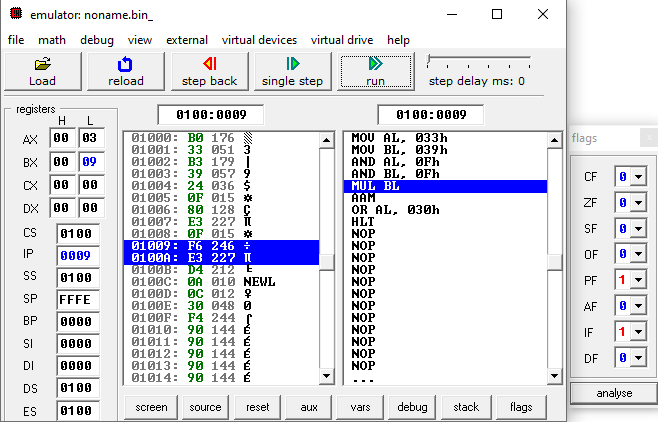 emulator: noname.bin_
file math debug view external virtual devices virtual drive help
Load reload step back single step run step delay ms: 0
registers
H L
AX 00 03
BX 00 09
CX 00 00
DX 00 00
CS 0100
IP 0009
SS 0100
SP FFFE
BP 0000
SI 0000
DI 0000
DS 0100
ES 0100
0100:0009
01000: B0 176 ▒
01001: 33 051 3
01002: B3 179 |
01003: 39 057 9
01004: 24 036 $
01005: 0F 015 ☼
01006: 80 128 Ç
01007: E3 227 π
01008: 0F 015 ☼
01009: F6 246 ÷
0100A: E3 227 π
0100B: D4 212 ╘
0100C: 0A 010 NEWL
0100D: 0C 012 ♀
0100E: 30 048 0
0100F: F4 244 ⌠
01010: 90 144 É
01011: 90 144 É
01012: 90 144 É
01013: 90 144 É
01014: 90 144 É
0100:0009
MOV AL, 033h
MOV BL, 039h
AND AL, 0Fh
AND BL, 0Fh
MUL BL
AAM
OR AL, 030h
HLT
NOP
NOP
NOP
NOP
NOP
NOP
NOP
NOP
NOP
NOP
NOP
NOP
...
screen source reset aux vars debug stack flags
flags
CF 0
ZF 0
SF 0
OF 0
PF 1
AF 0
IF 1
DF 0
analyse